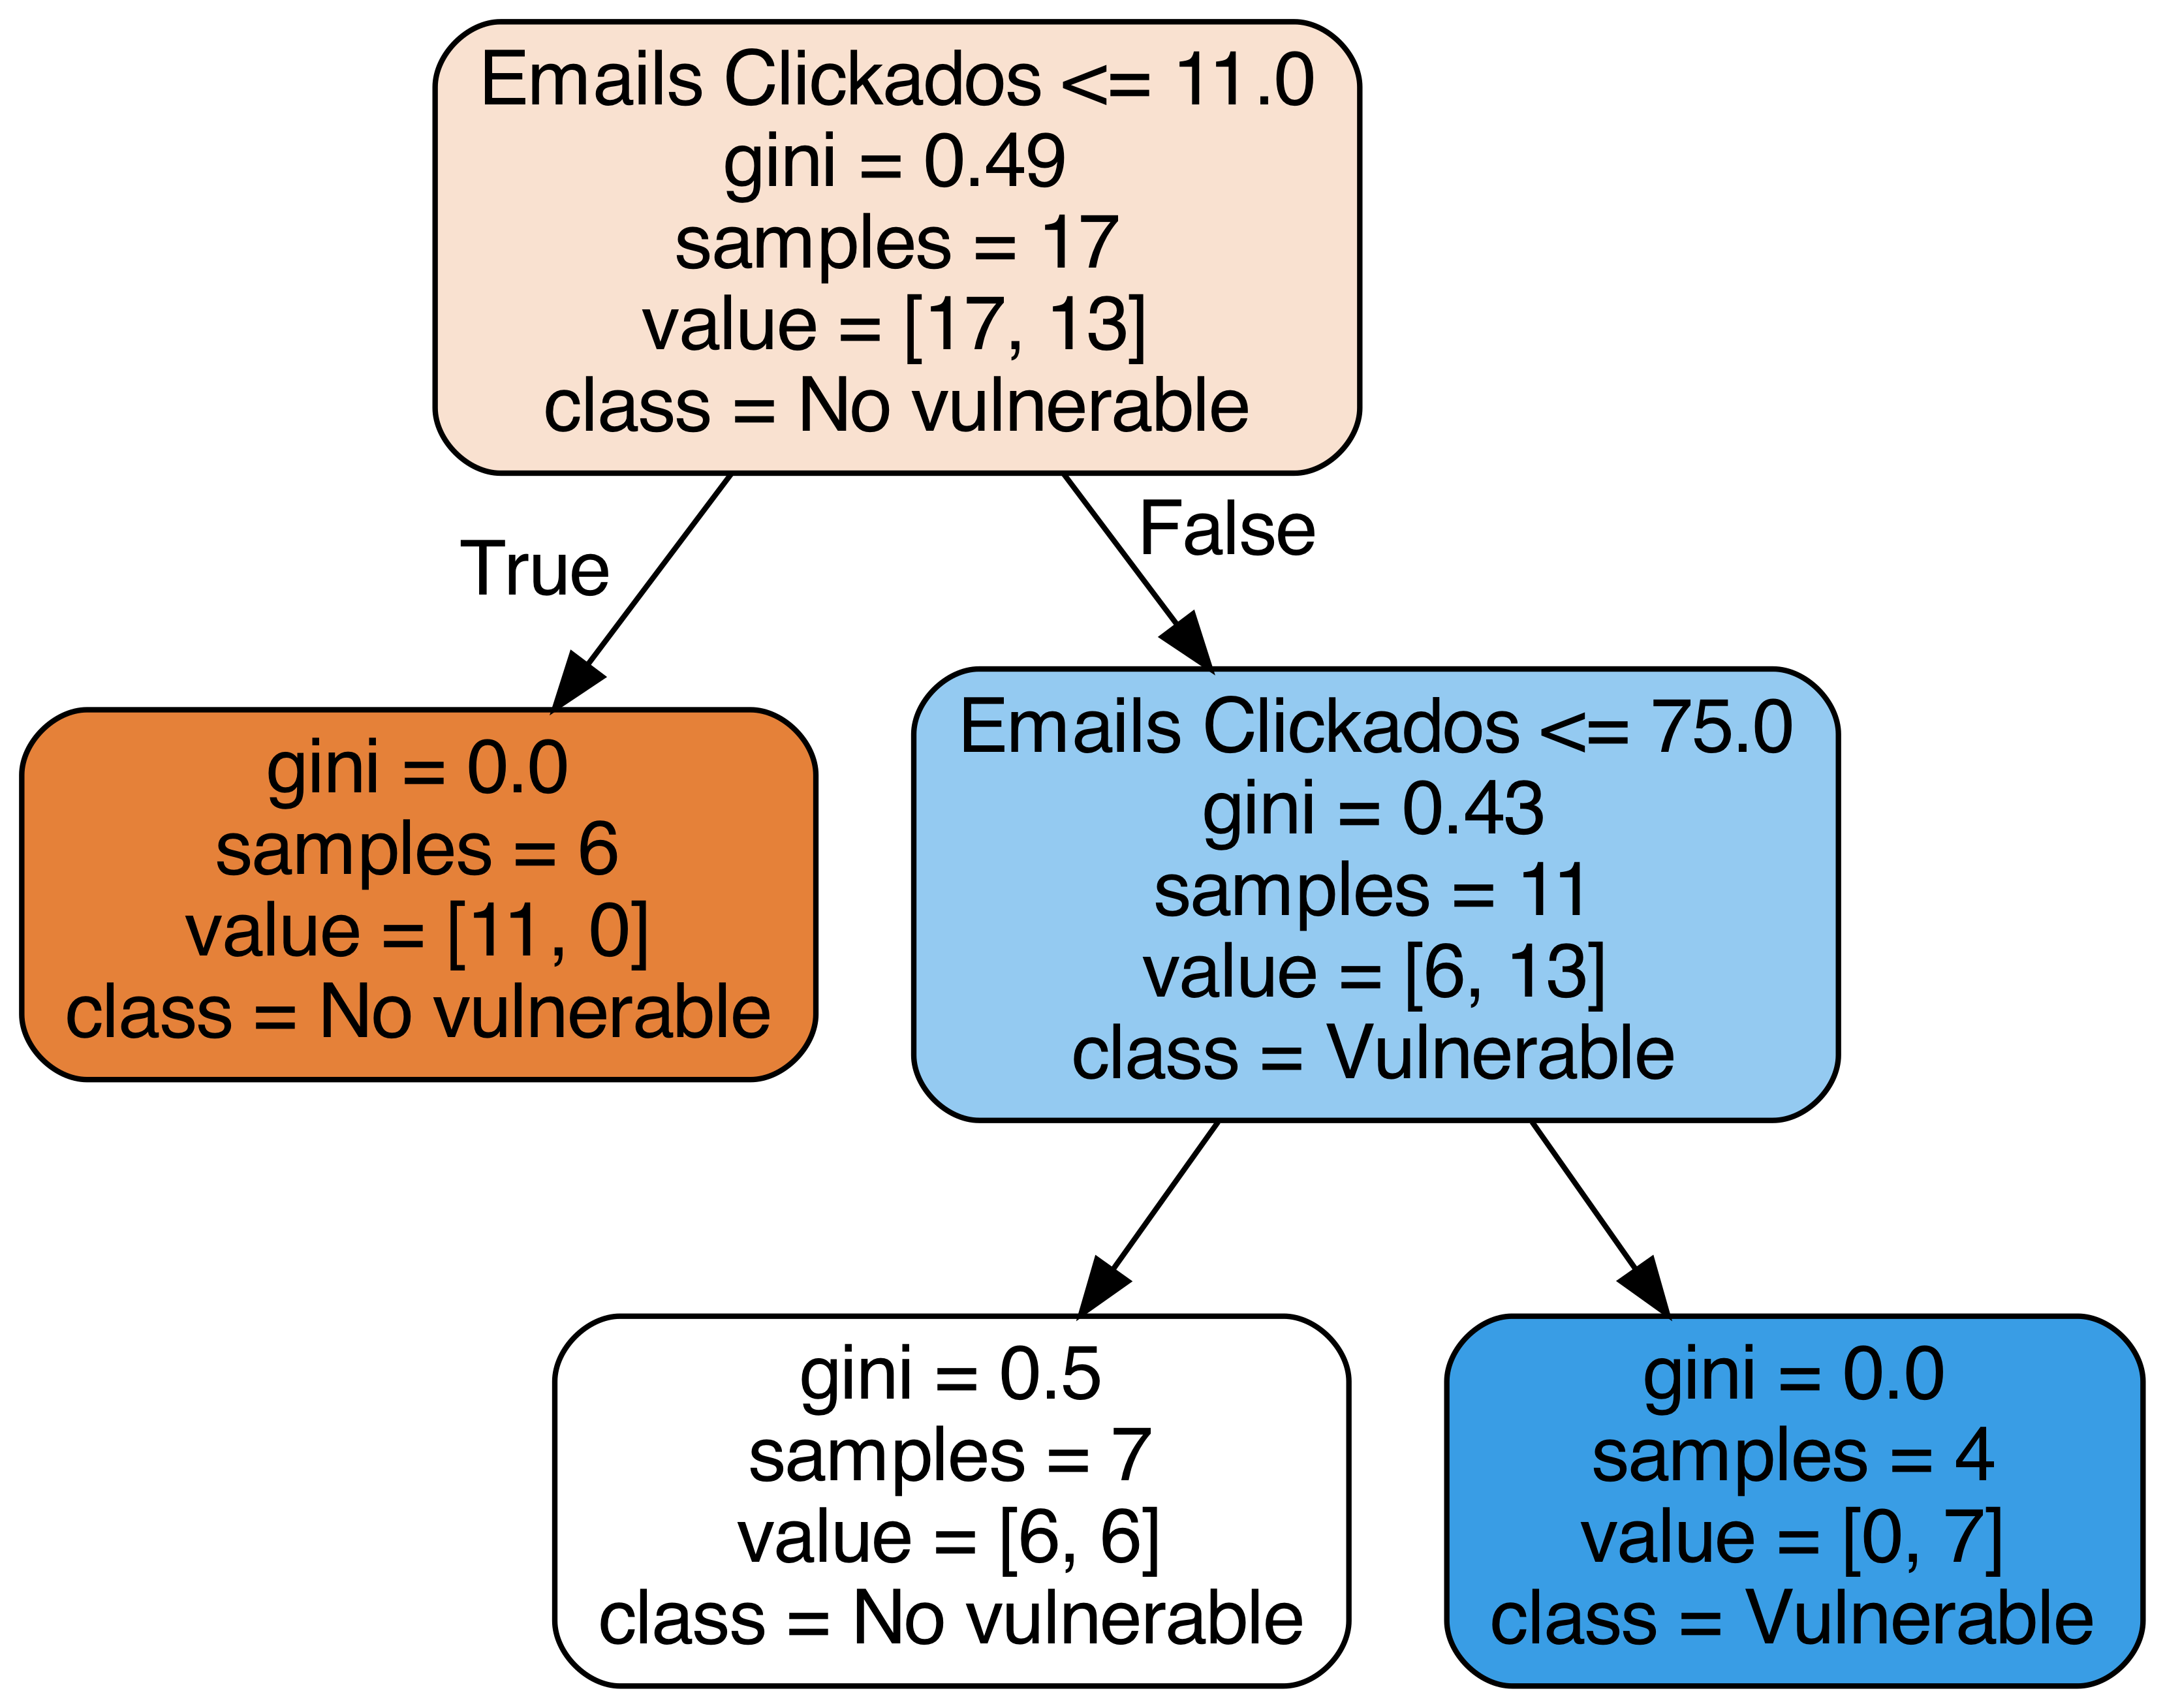 Emails Clickados <= 11.0
gini = 0.49
samples = 17
value = [17, 13]
class = No vulnerable
True
False
gini = 0.0
samples = 6
value = [11, 0]
class = No vulnerable
Emails Clickados <= 75.0
gini = 0.43
samples = 11
value = [6, 13]
class = Vulnerable
gini = 0.5
samples = 7
value = [6, 6]
class = No vulnerable
gini = 0.0
samples = 4
value = [0, 7]
class = Vulnerable